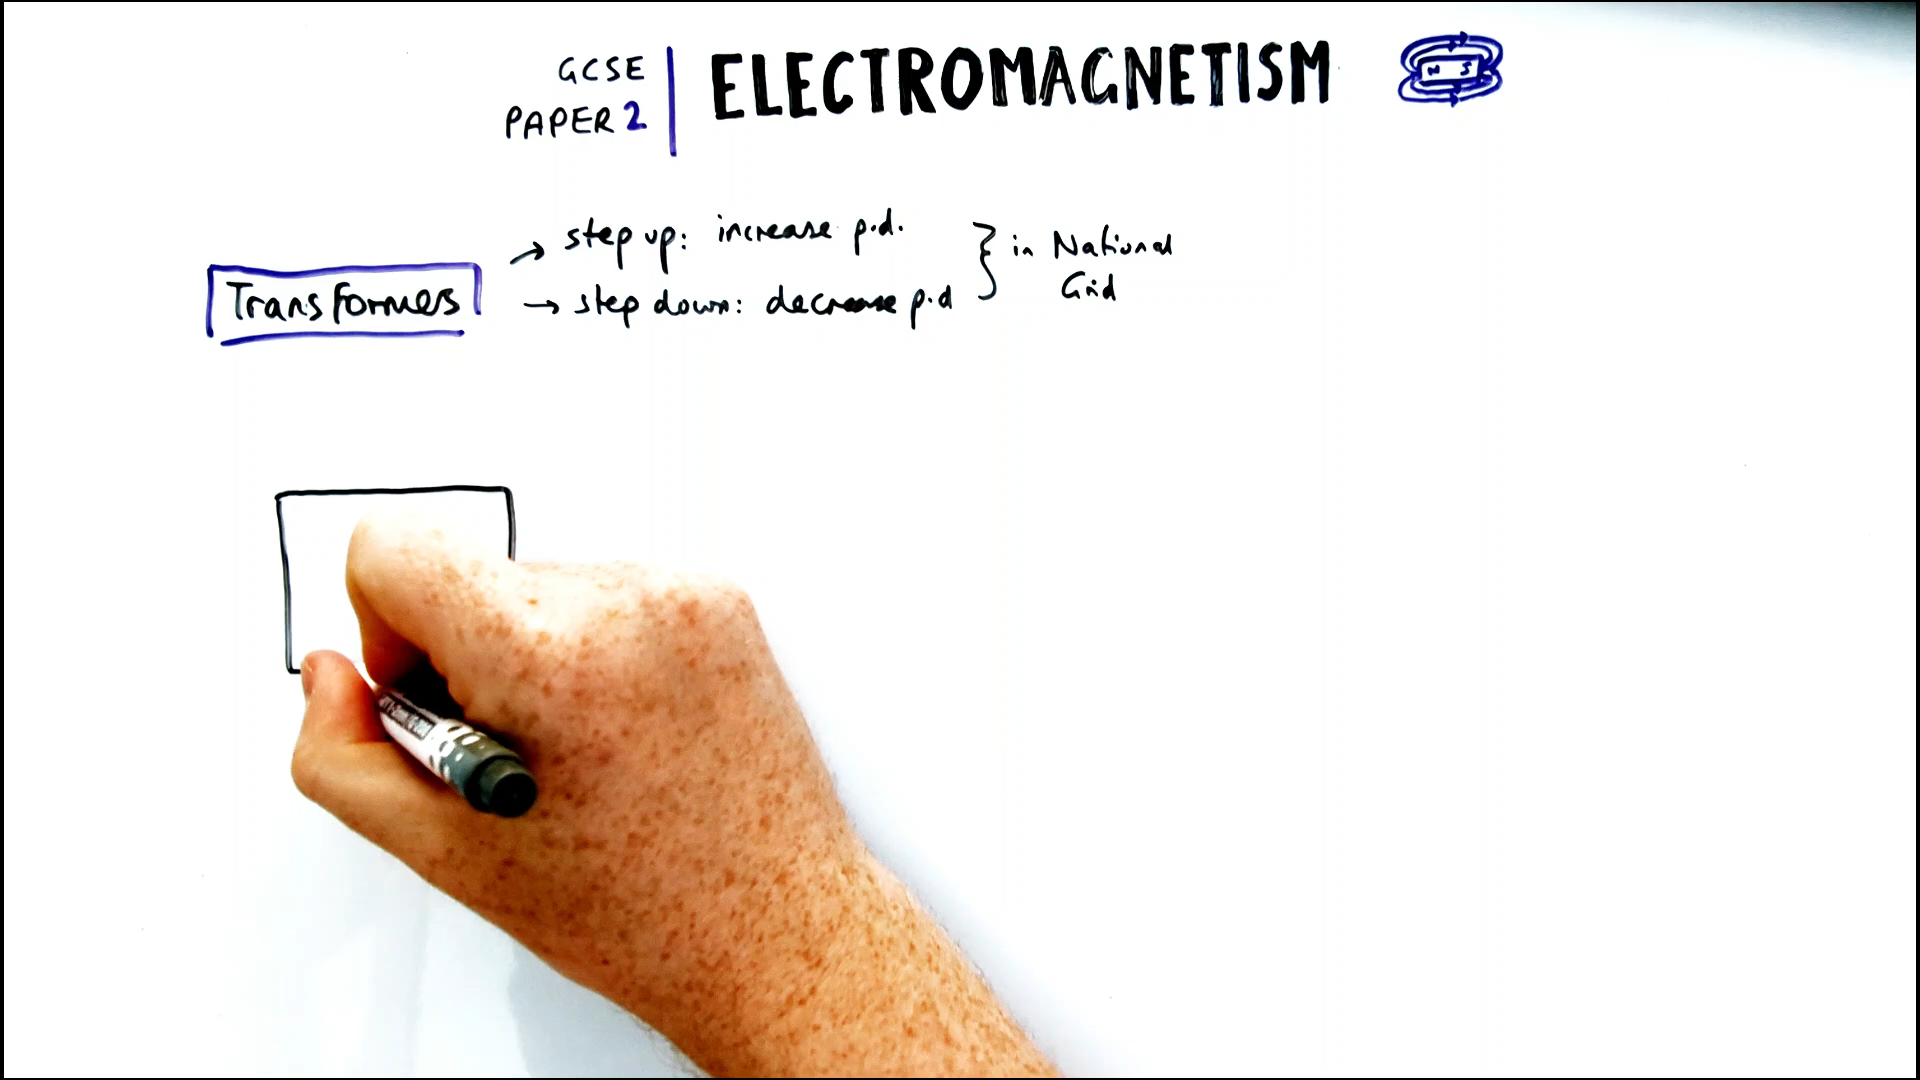 GCSE
PAPER 2
ELECTROMAGNETISM
N S
Transformers
→ step up: increase p.d.
→ step down: decrease p.d
} in National
Grid